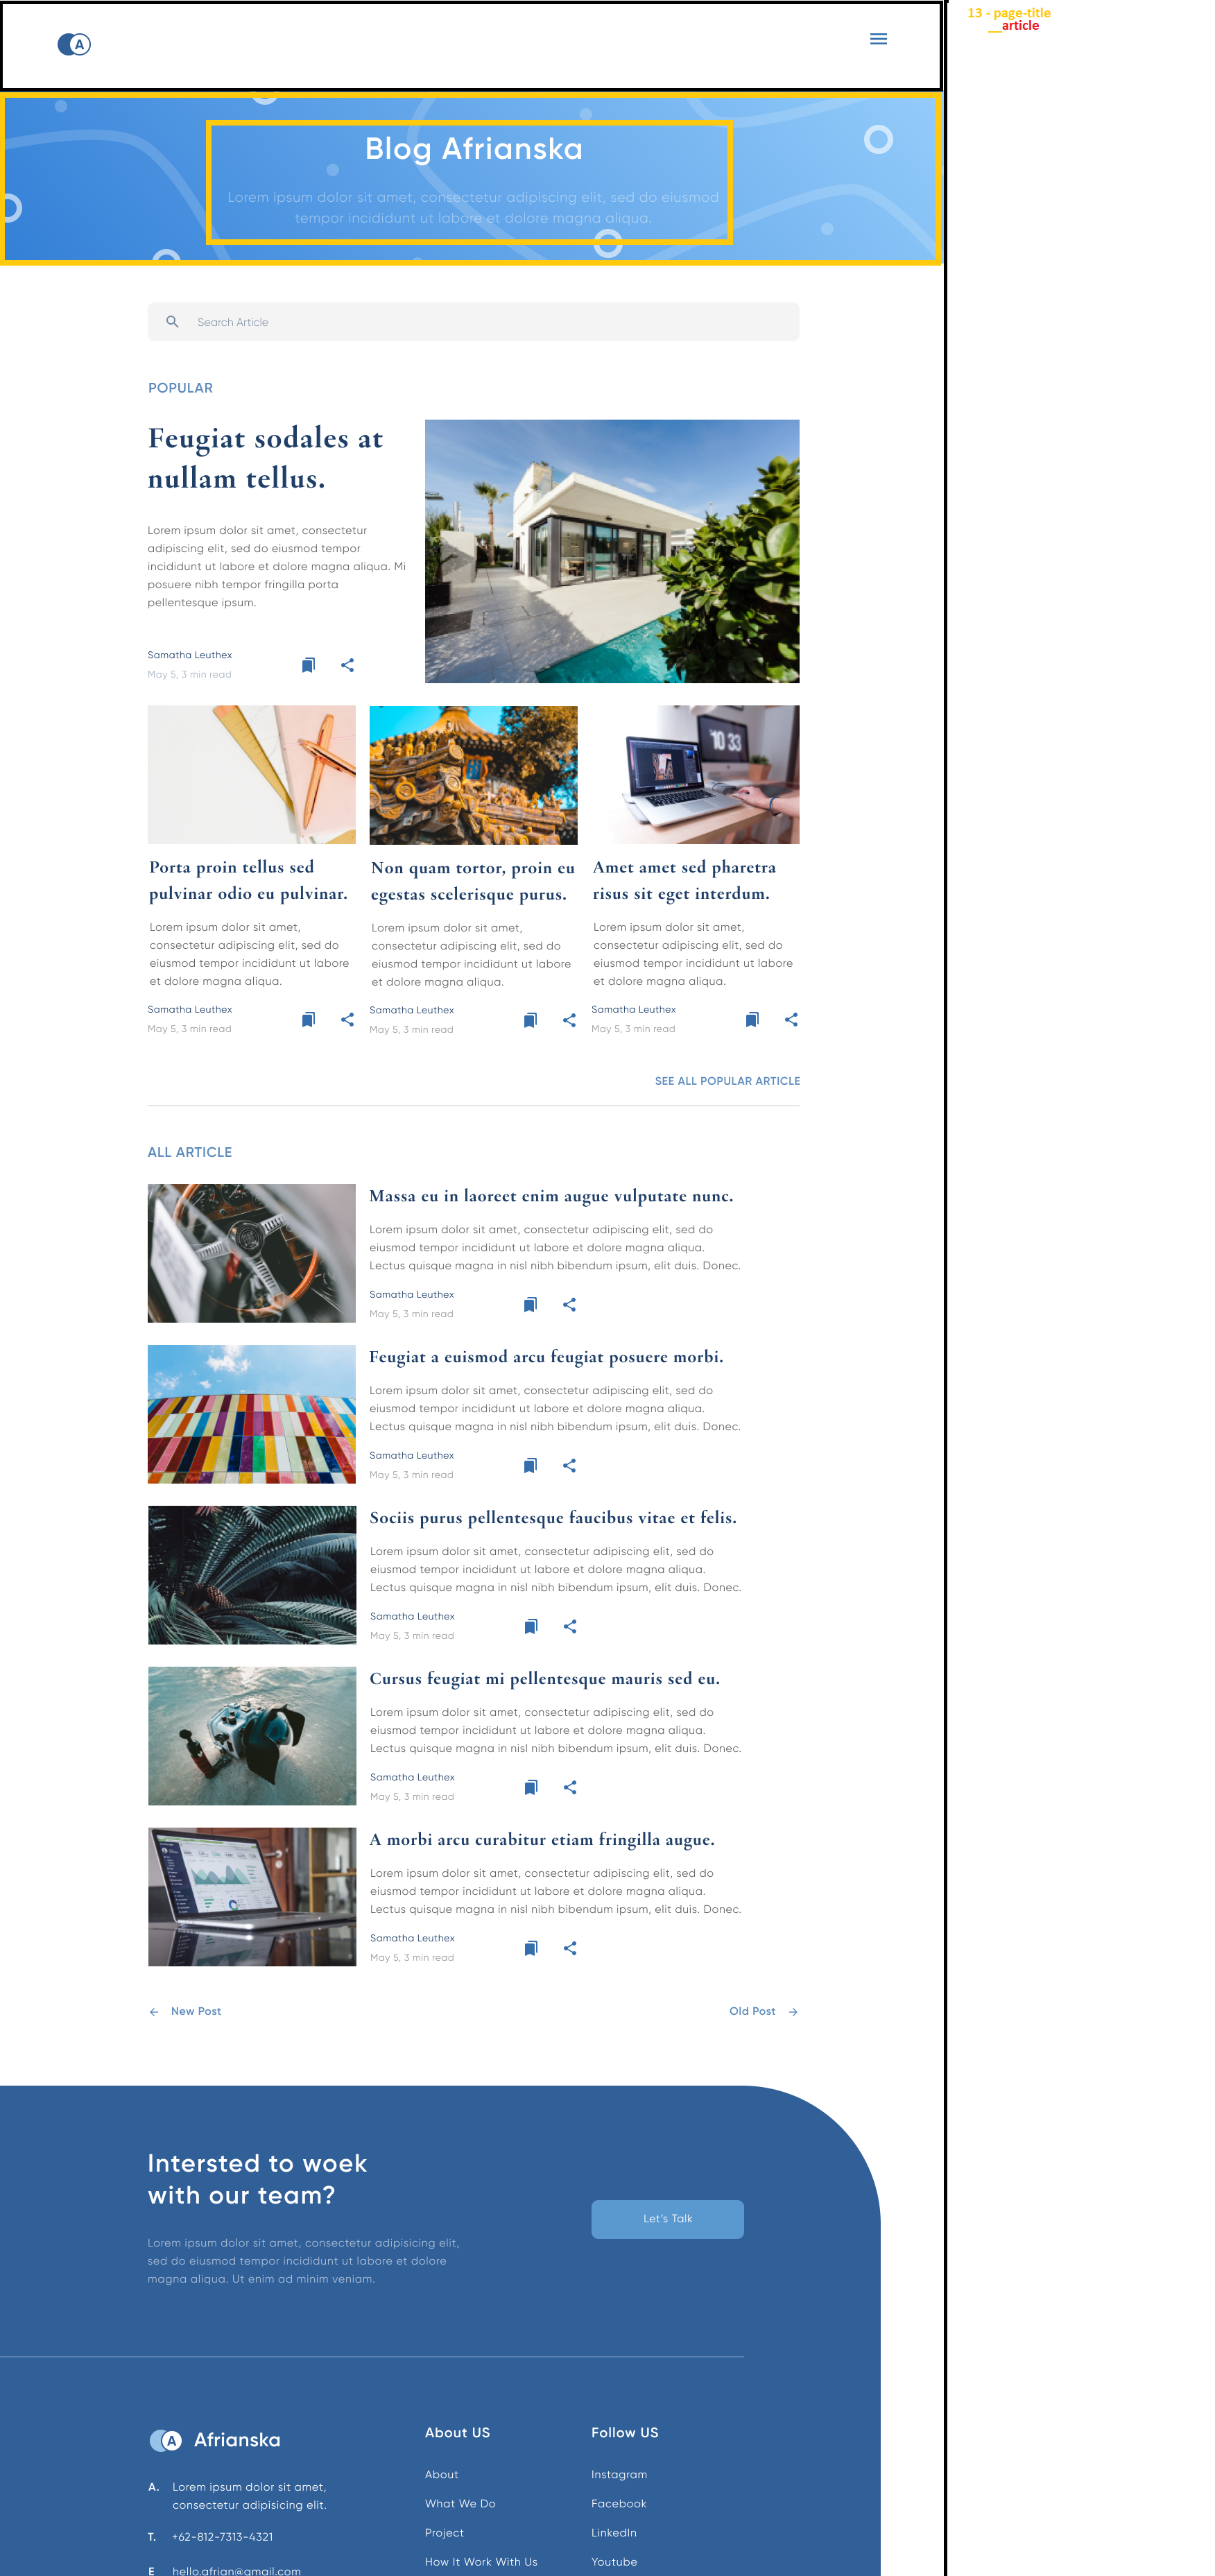 13 - page-title
__article
A
Blog Afrianska
Lorem ipsum dolor sit amet, consectetur adipiscing elit, sed do eiusmod
tempor incididunt ut labore et dolore magna aliqua.
Search Article
POPULAR
Feugiat sodales at
nullam tellus.
Lorem ipsum dolor sit amet, consectetur
adipiscing elit, sed do eiusmod tempor
incididunt ut labore et dolore magna aliqua. Mi
posuere nibh tempor fringilla porta
pellentesque ipsum.
Samatha Leuthex
May 5, 3 min read
10 33
Porta proin tellus sed
pulvinar odio eu pulvinar.
Lorem ipsum dolor sit amet,
consectetur adipiscing elit, sed do
eiusmod tempor incididunt ut labore
et dolore magna aliqua.
Samatha Leuthex
May 5, 3 min read
Non quam tortor, proin eu
egestas scelerisque purus.
Lorem ipsum dolor sit amet,
consectetur adipiscing elit, sed do
eiusmod tempor incididunt ut labore
et dolore magna aliqua.
Samatha Leuthex
May 5, 3 min read
Amet amet sed pharetra
risus sit eget interdum.
Lorem ipsum dolor sit amet,
consectetur adipiscing elit, sed do
eiusmod tempor incididunt ut labore
et dolore magna aliqua.
Samatha Leuthex
May 5, 3 min read
SEE ALL POPULAR ARTICLE
ALL ARTICLE
Massa eu in laoreet enim augue vulputate nunc.
Lorem ipsum dolor sit amet, consectetur adipiscing elit, sed do
eiusmod tempor incididunt ut labore et dolore magna aliqua.
Lectus quisque magna in nisl nibh bibendum ipsum, elit duis. Donec.
Samatha Leuthex
May 5, 3 min read
Feugiat a euismod arcu feugiat posuere morbi.
Lorem ipsum dolor sit amet, consectetur adipiscing elit, sed do
eiusmod tempor incididunt ut labore et dolore magna aliqua.
Lectus quisque magna in nisl nibh bibendum ipsum, elit duis. Donec.
Samatha Leuthex
May 5, 3 min read
Sociis purus pellentesque faucibus vitae et felis.
Lorem ipsum dolor sit amet, consectetur adipiscing elit, sed do
eiusmod tempor incididunt ut labore et dolore magna aliqua.
Lectus quisque magna in nisl nibh bibendum ipsum, elit duis. Donec.
Samatha Leuthex
May 5, 3 min read
Cursus feugiat mi pellentesque mauris sed eu.
Lorem ipsum dolor sit amet, consectetur adipiscing elit, sed do
eiusmod tempor incididunt ut labore et dolore magna aliqua.
Lectus quisque magna in nisl nibh bibendum ipsum, elit duis. Donec.
Samatha Leuthex
May 5, 3 min read
A morbi arcu curabitur etiam fringilla augue.
Lorem ipsum dolor sit amet, consectetur adipiscing elit, sed do
eiusmod tempor incididunt ut labore et dolore magna aliqua.
Lectus quisque magna in nisl nibh bibendum ipsum, elit duis. Donec.
Samatha Leuthex
May 5, 3 min read
New Post
Old Post
Intersted to woek
with our team?
Lorem ipsum dolor sit amet, consectetur adipisicing elit,
sed do eiusmod tempor incididunt ut labore et dolore
magna aliqua. Ut enim ad minim veniam.
Let's Talk
A Afrianska
A. Lorem ipsum dolor sit amet,
consectetur adipisicing elit.
T. +62-812-7313-4321
E hello.afrian@gmail.com
About US
About
What We Do
Project
How It Work With Us
Follow US
Instagram
Facebook
LinkedIn
Youtube